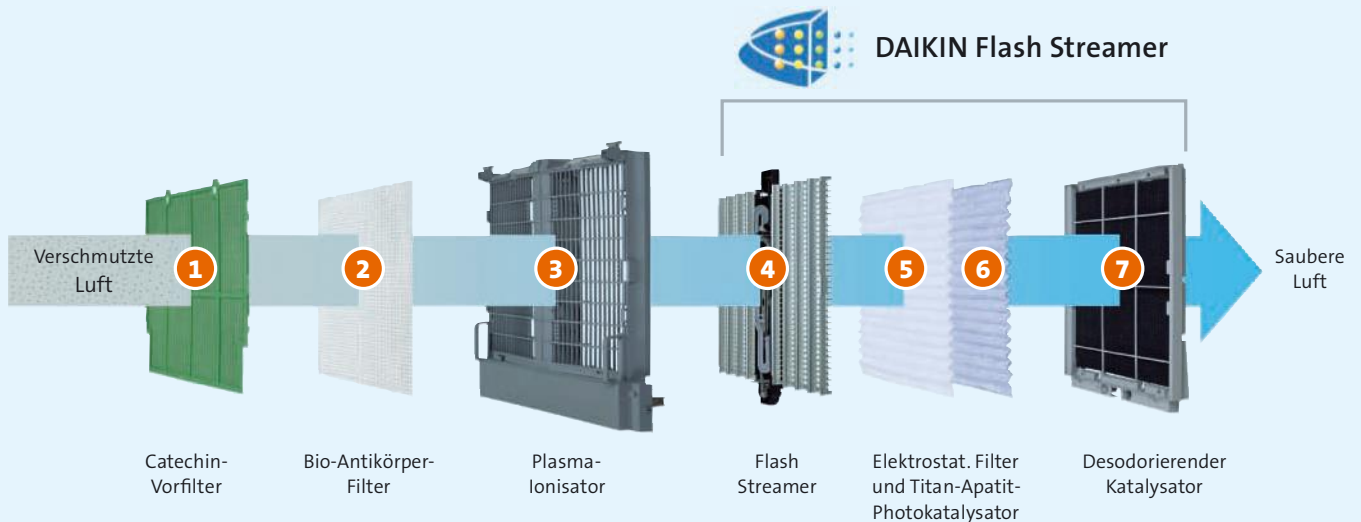 DAIKIN Flash Streamer
Verschmutzte
Luft
1
2
3
4
5
6
7
Saubere
Luft
Catechin-
Vorfilter
Bio-Antikörper-
Filter
Plasma-
Ionisator
Flash
Streamer
Elektrostat. Filter
und Titan-Apatit-
Photokatalysator
Desodorierender
Katalysator